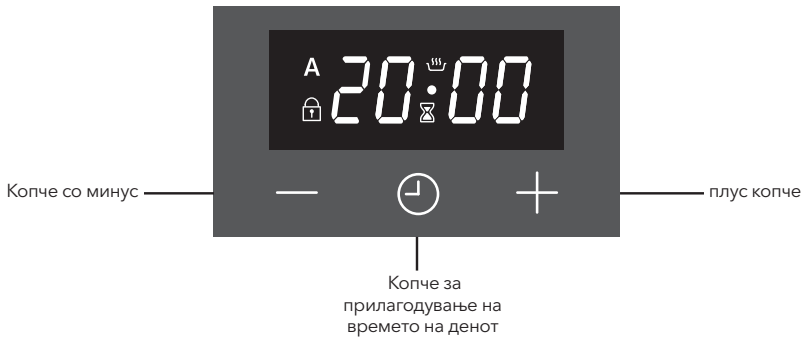 A 20:00
Копче со минус
плус копче
Копче за
прилагодување на
времето на денот